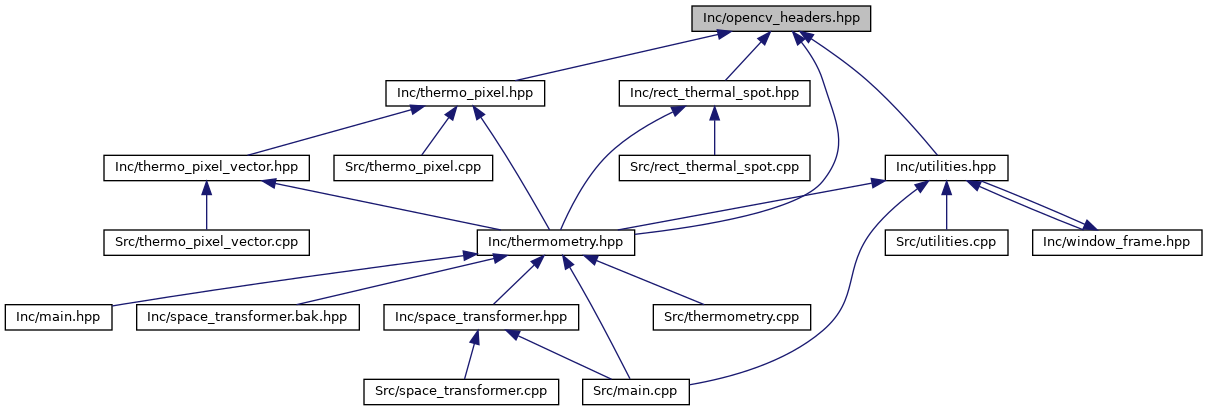 Inc/opencv_headers.hpp
Inc/thermo_pixel.hpp
Inc/rect_thermal_spot.hpp
Inc/thermo_pixel_vector.hpp
Src/thermo_pixel.cpp
Src/rect_thermal_spot.cpp
Inc/utilities.hpp
Src/thermo_pixel_vector.cpp
Inc/thermometry.hpp
Src/utilities.cpp
Inc/window_frame.hpp
Inc/main.hpp
Inc/space_transformer.bak.hpp
Inc/space_transformer.hpp
Src/thermometry.cpp
Src/space_transformer.cpp
Src/main.cpp